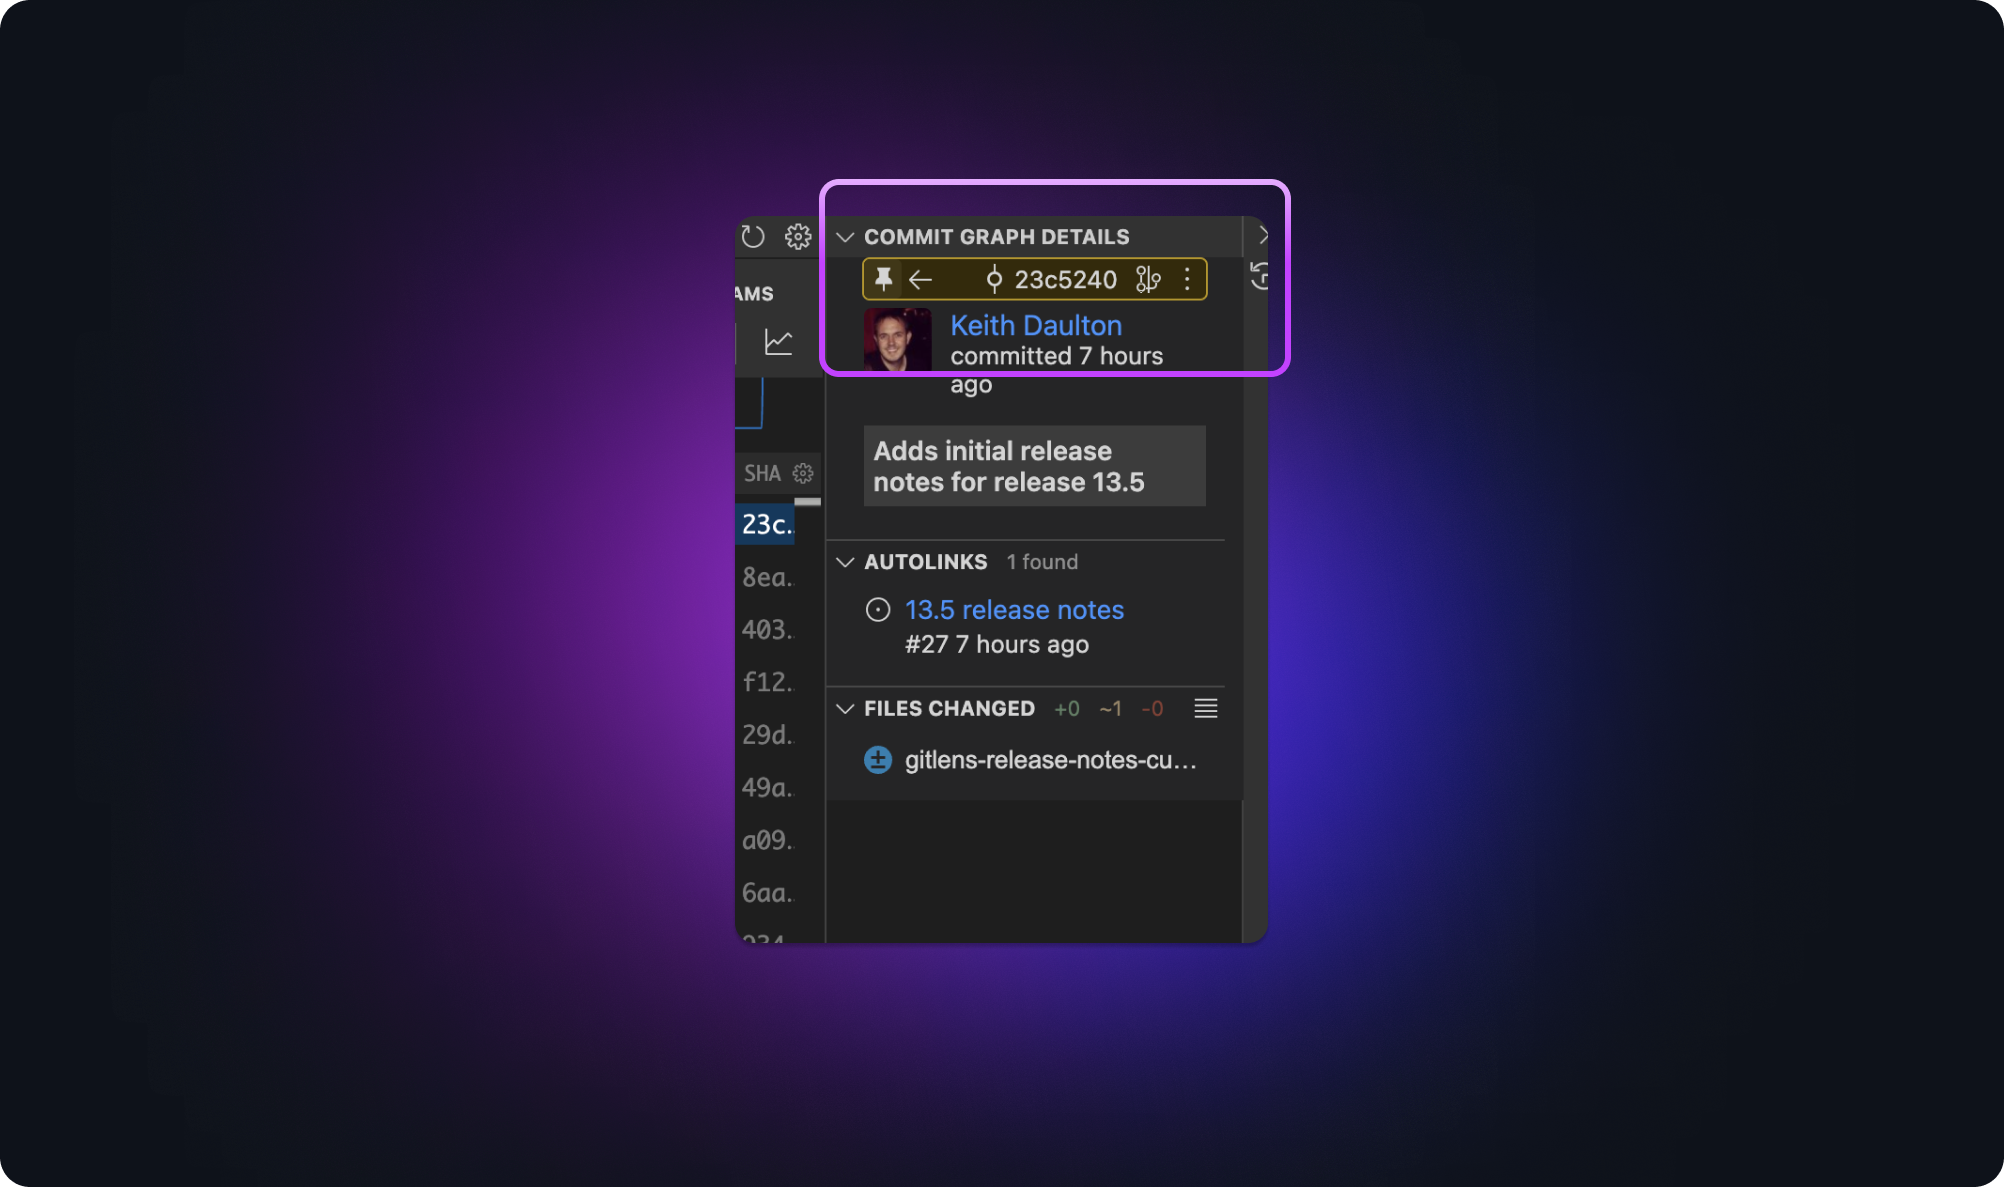 COMMIT GRAPH DETAILS
23c5240
AMS
Keith Daulton
committed 7 hours
ago
Adds initial release
notes for release 13.5
SHA
23c..
8ea..
403..
f12..
29d..
49a..
a09..
6aa..
AUTOLINKS 1 found
13.5 release notes
#27 7 hours ago
FILES CHANGED +0 ~1 -0
gitlens-release-notes-cu...